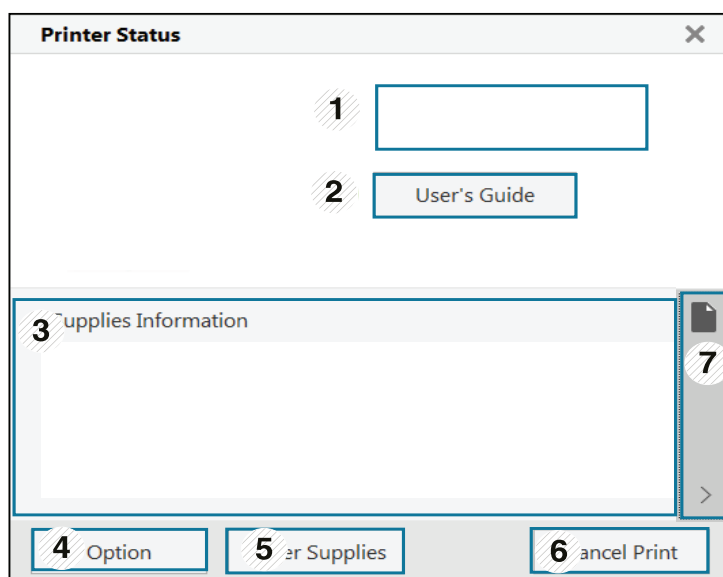 Printer Status
1
2 User's Guide
3 upplies Information
7
4 Option 5 er Supplies 6 ancel Print